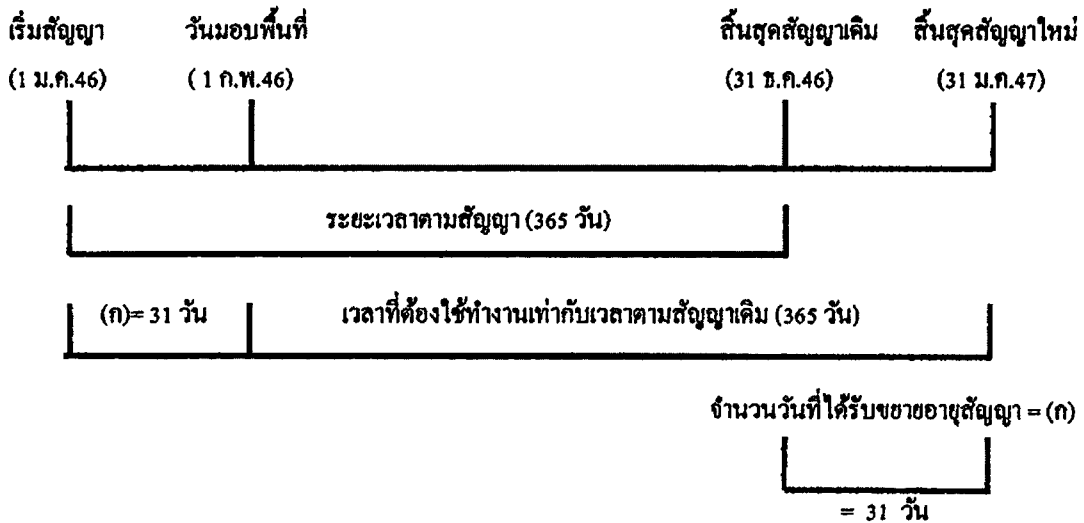 เริ่มสัญญา วันมอบพื้นที่ สิ้นสุดสัญญาเดิม สิ้นสุดสัญญาใหม่
(1 ม.ค.46) ( 1 ก.พ.46) (31 ธ.ค.46) (31 ม.ค.47)
ระยะเวลาตามสัญญา (365 วัน)
(ก)= 31 วัน เวลาที่ต้องใช้ทำงานเท่ากับเวลาตามสัญญาเดิม (365 วัน)
จำนวนวันที่ได้รับขยายอายุสัญญา = (ก)
= 31 วัน